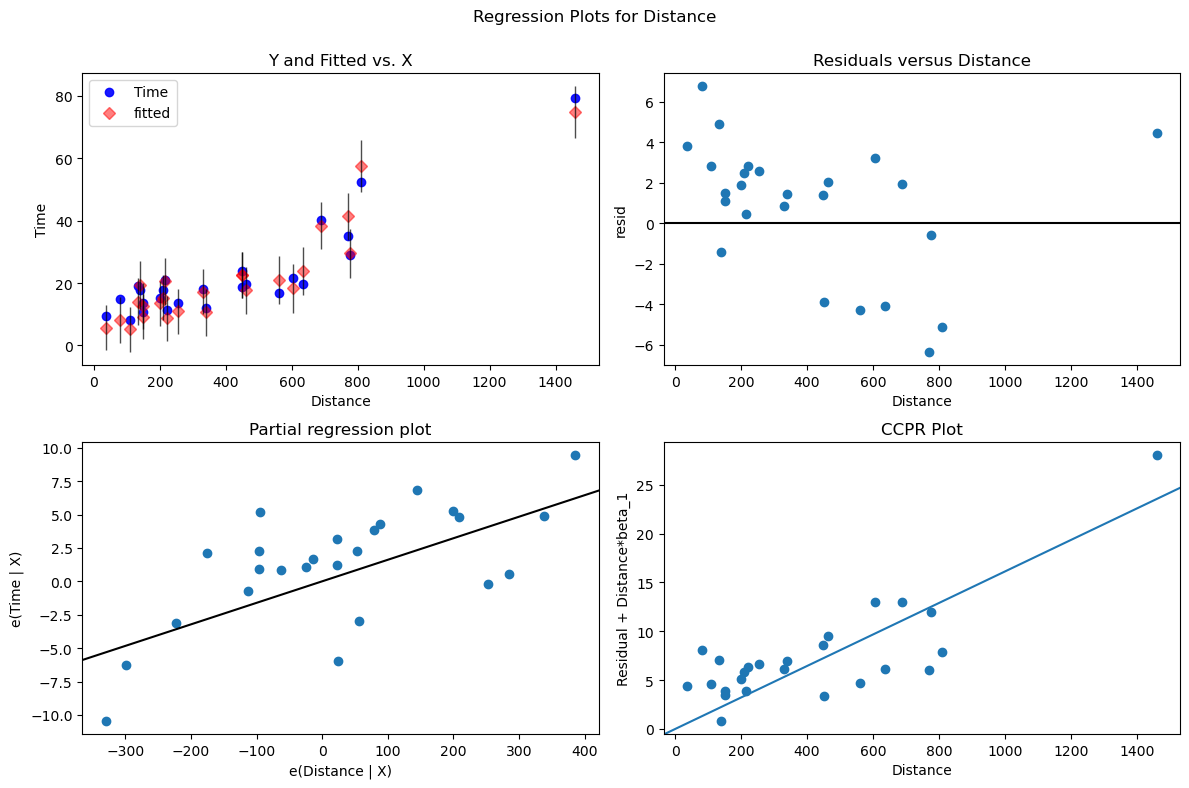 Regression Plots for Distance
Y and Fitted vs. X
Time
fitted
80
60
40
20
0
Time
0 200 400 600 800 1000 1200 1400
Distance
Residuals versus Distance
6
4
2
0
−2
−4
−6
resid
0 200 400 600 800 1000 1200 1400
Distance
Partial regression plot
10.0
7.5
5.0
2.5
0.0
−2.5
−5.0
−7.5
−10.0
e(Time | X)
−300 −200 −100 0 100 200 300 400
e(Distance | X)
CCPR Plot
25
20
15
10
5
0
Residual + Distance*beta_1
0 200 400 600 800 1000 1200 1400
Distance